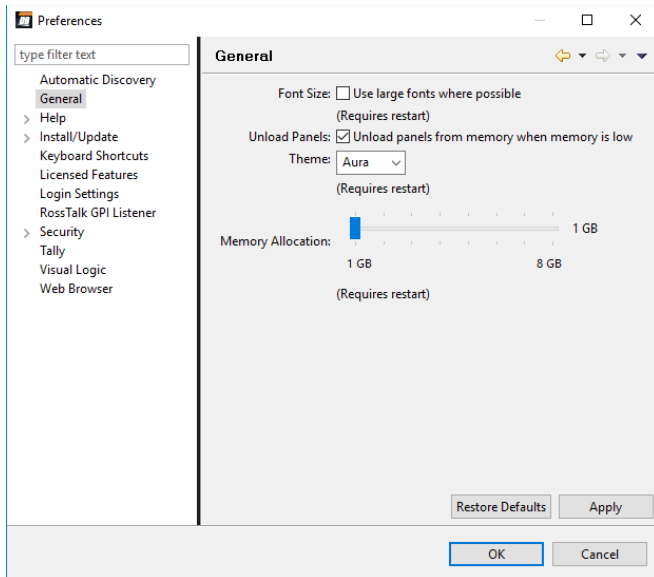 DB Preferences
type filter text
Automatic Discovery
General
Help
Install/Update
Keyboard Shortcuts
Licensed Features
Login Settings
RossTalk GPI Listener
Security
Tally
Visual Logic
Web Browser
General
Font Size: Use large fonts where possible
(Requires restart)
Unload Panels: Unload panels from memory when memory is low
Theme: Aura
(Requires restart)
Memory Allocation: 1 GB
1 GB 8 GB
(Requires restart)
Restore Defaults Apply
OK Cancel